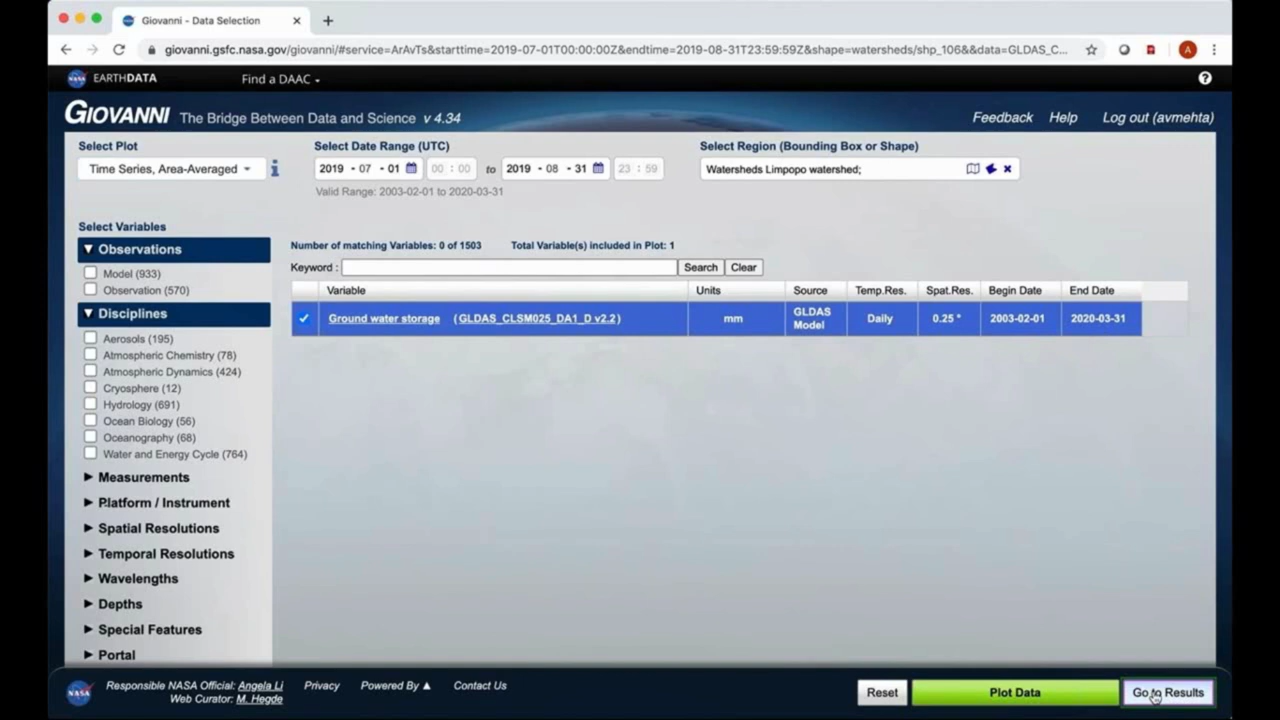 Giovanni - Data Selection
giovanni.gsfc.nasa.gov/giovanni/#service=ArAvTs&starttime=2019-07-01T00:00:00Z&endtime=2019-08-31T23:59:59Z&shape=watersheds/shp_106&&data=GLDAS_C...
A
NASA EARTHDATA Find a DAAC
GIOVANNI The Bridge Between Data and Science v 4.34 Feedback Help Log out (avmehta)
Select Plot Select Date Range (UTC) Select Region (Bounding Box or Shape)
Time Series, Area-Averaged 2019 - 07 - 01 00 : 00 to 2019 - 08 - 31 23 : 59 Watersheds Limpopo watershed;
Valid Range: 2003-02-01 to 2020-03-31
Select Variables
Observations
Number of matching Variables: 0 of 1503 Total Variable(s) included in Plot: 1
Keyword : Search Clear
Model (933)
Observation (570)
Variable Units Source Temp.Res. Spat.Res. Begin Date End Date
Ground water storage (GLDAS_CLSM025_DA1_D v2.2) mm GLDAS Model Daily 0.25 ° 2003-02-01 2020-03-31
Disciplines
Aerosols (195)
Atmospheric Chemistry (78)
Atmospheric Dynamics (424)
Cryosphere (12)
Hydrology (691)
Ocean Biology (56)
Oceanography (68)
Water and Energy Cycle (764)
Measurements
Platform / Instrument
Spatial Resolutions
Temporal Resolutions
Wavelengths
Depths
Special Features
Portal
NASA
Responsible NASA Official: Angela Li Privacy Powered By Contact Us
Web Curator: M. Hegde
Reset Plot Data Go to Results